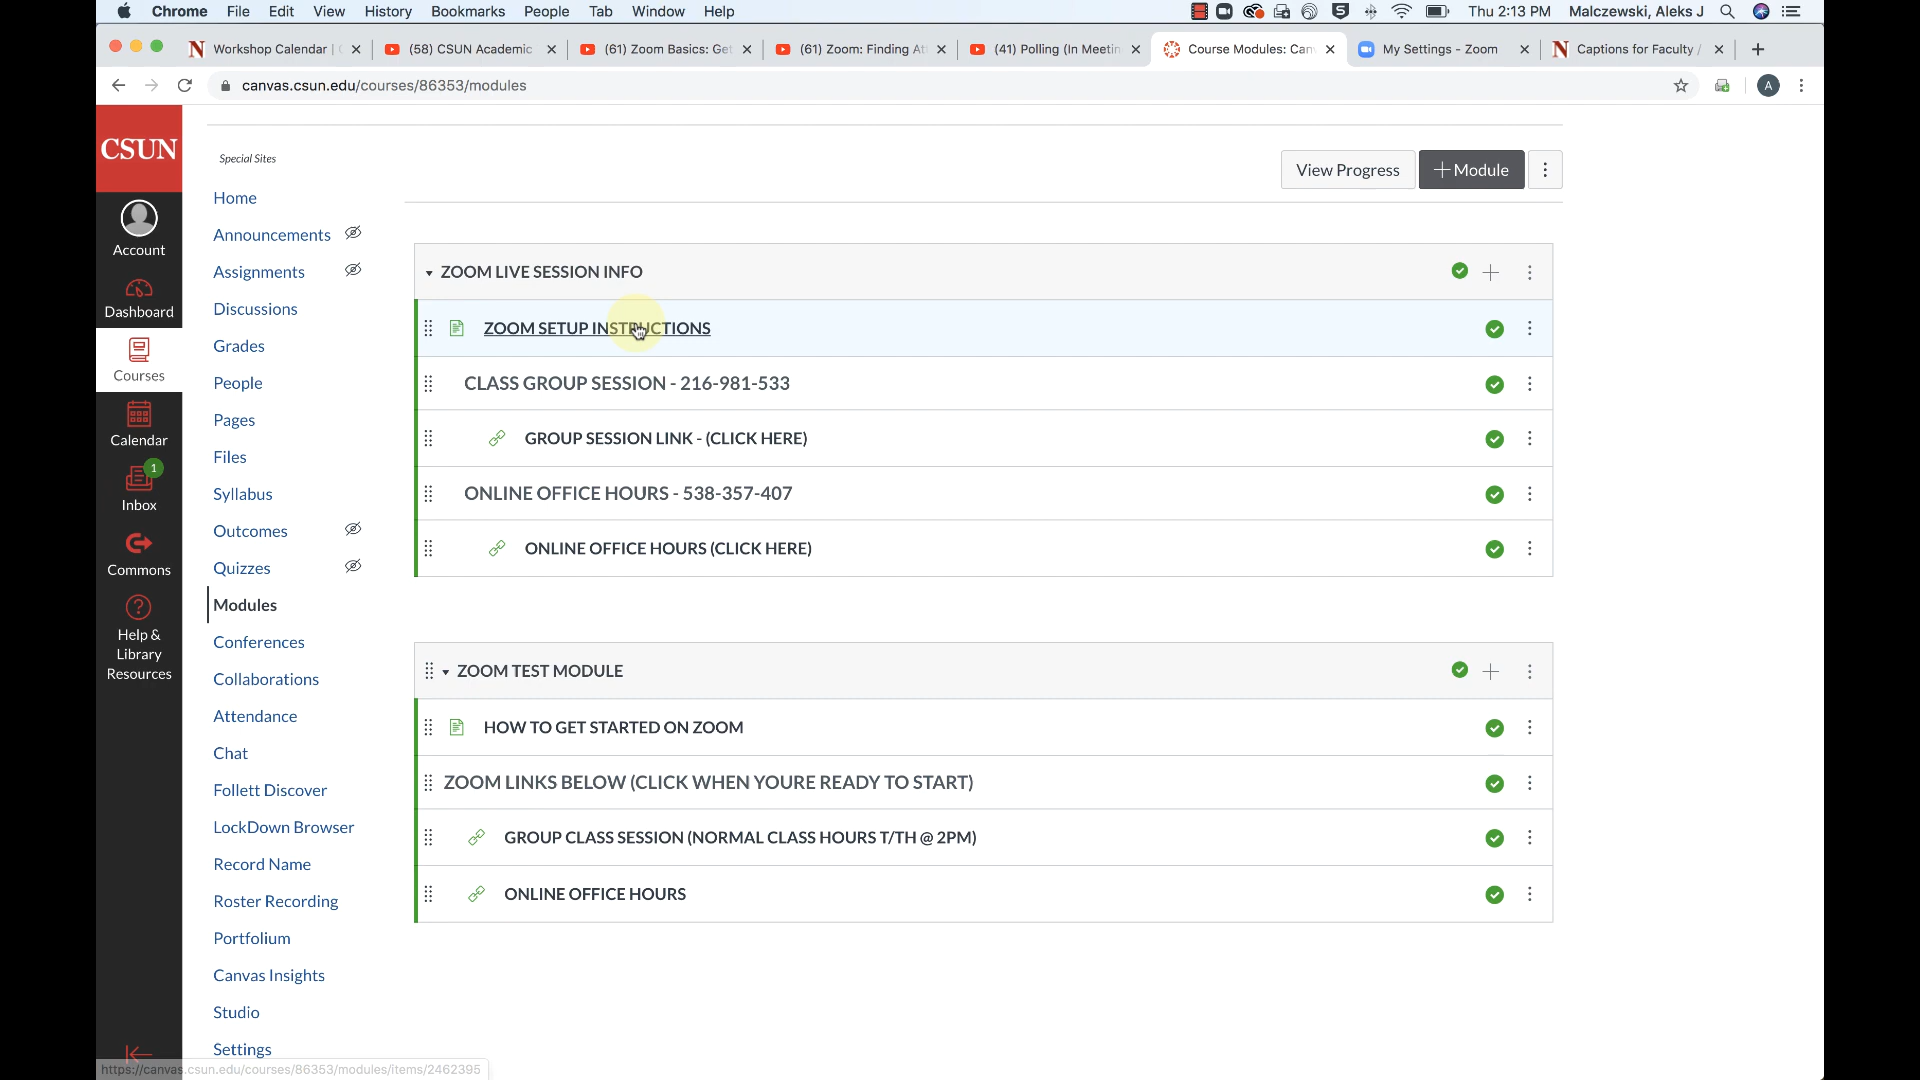 Chrome File Edit View History Bookmarks People Tab Window Help Thu 2:13 PM Malczewski, Aleks J
Workshop Calendar | (58) CSUN Academic (61) Zoom Basics: Get (61) Zoom: Finding At (41) Polling (In Meetin Course Modules: Can My Settings - Zoom Captions for Faculty /
canvas.csun.edu/courses/86353/modules A
CSUN
Account
Dashboard
Courses
Calendar
1
Inbox
Commons
Help &
Library
Resources
Special Sites
Home
Announcements
Assignments
Discussions
Grades
People
Pages
Files
Syllabus
Outcomes
Quizzes
Modules
Conferences
Collaborations
Attendance
Chat
Follett Discover
LockDown Browser
Record Name
Roster Recording
Portfolium
Canvas Insights
Studio
Settings
View Progress + Module
ZOOM LIVE SESSION INFO
ZOOM SETUP INSTRUCTIONS
CLASS GROUP SESSION - 216-981-533
GROUP SESSION LINK - (CLICK HERE)
ONLINE OFFICE HOURS - 538-357-407
ONLINE OFFICE HOURS (CLICK HERE)
ZOOM TEST MODULE
HOW TO GET STARTED ON ZOOM
ZOOM LINKS BELOW (CLICK WHEN YOURE READY TO START)
GROUP CLASS SESSION (NORMAL CLASS HOURS T/TH @ 2PM)
ONLINE OFFICE HOURS
https://canvas.csun.edu/courses/86353/modules/items/2462395